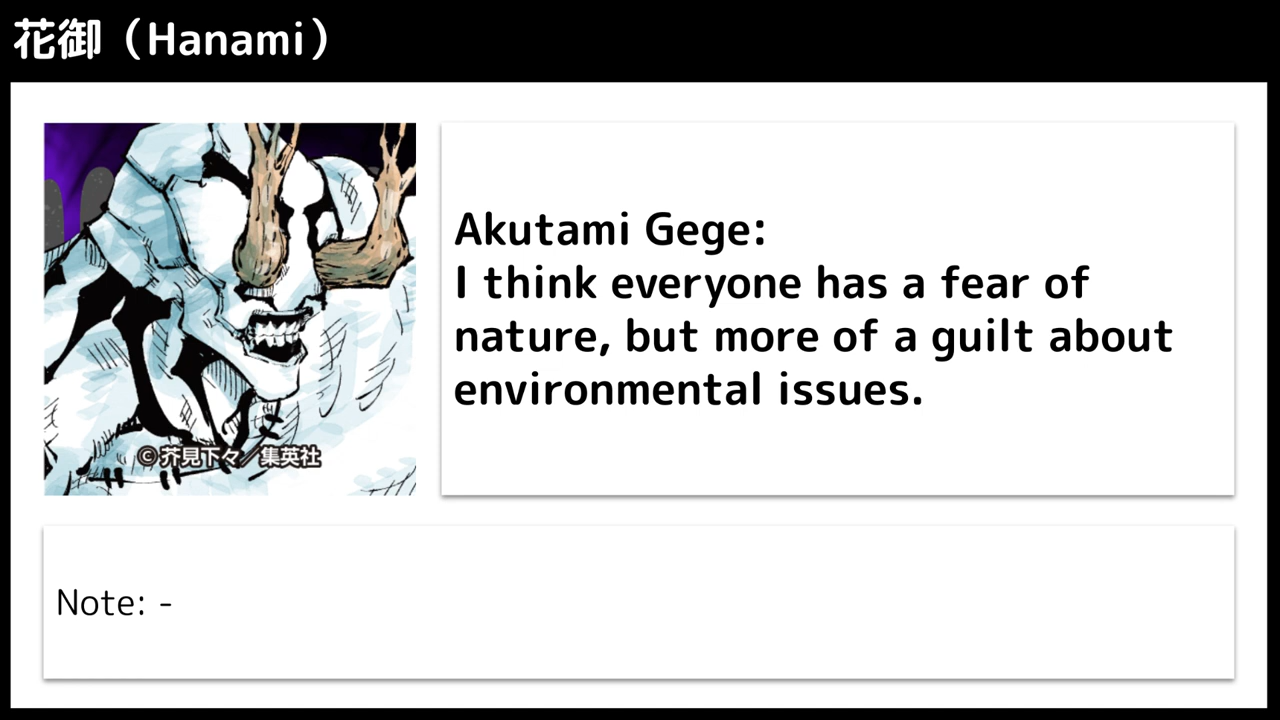 花御（Hanami）
Akutami Gege:
I think everyone has a fear of
nature, but more of a guilt about
environmental issues.
©芥見下々／集英社
Note: -